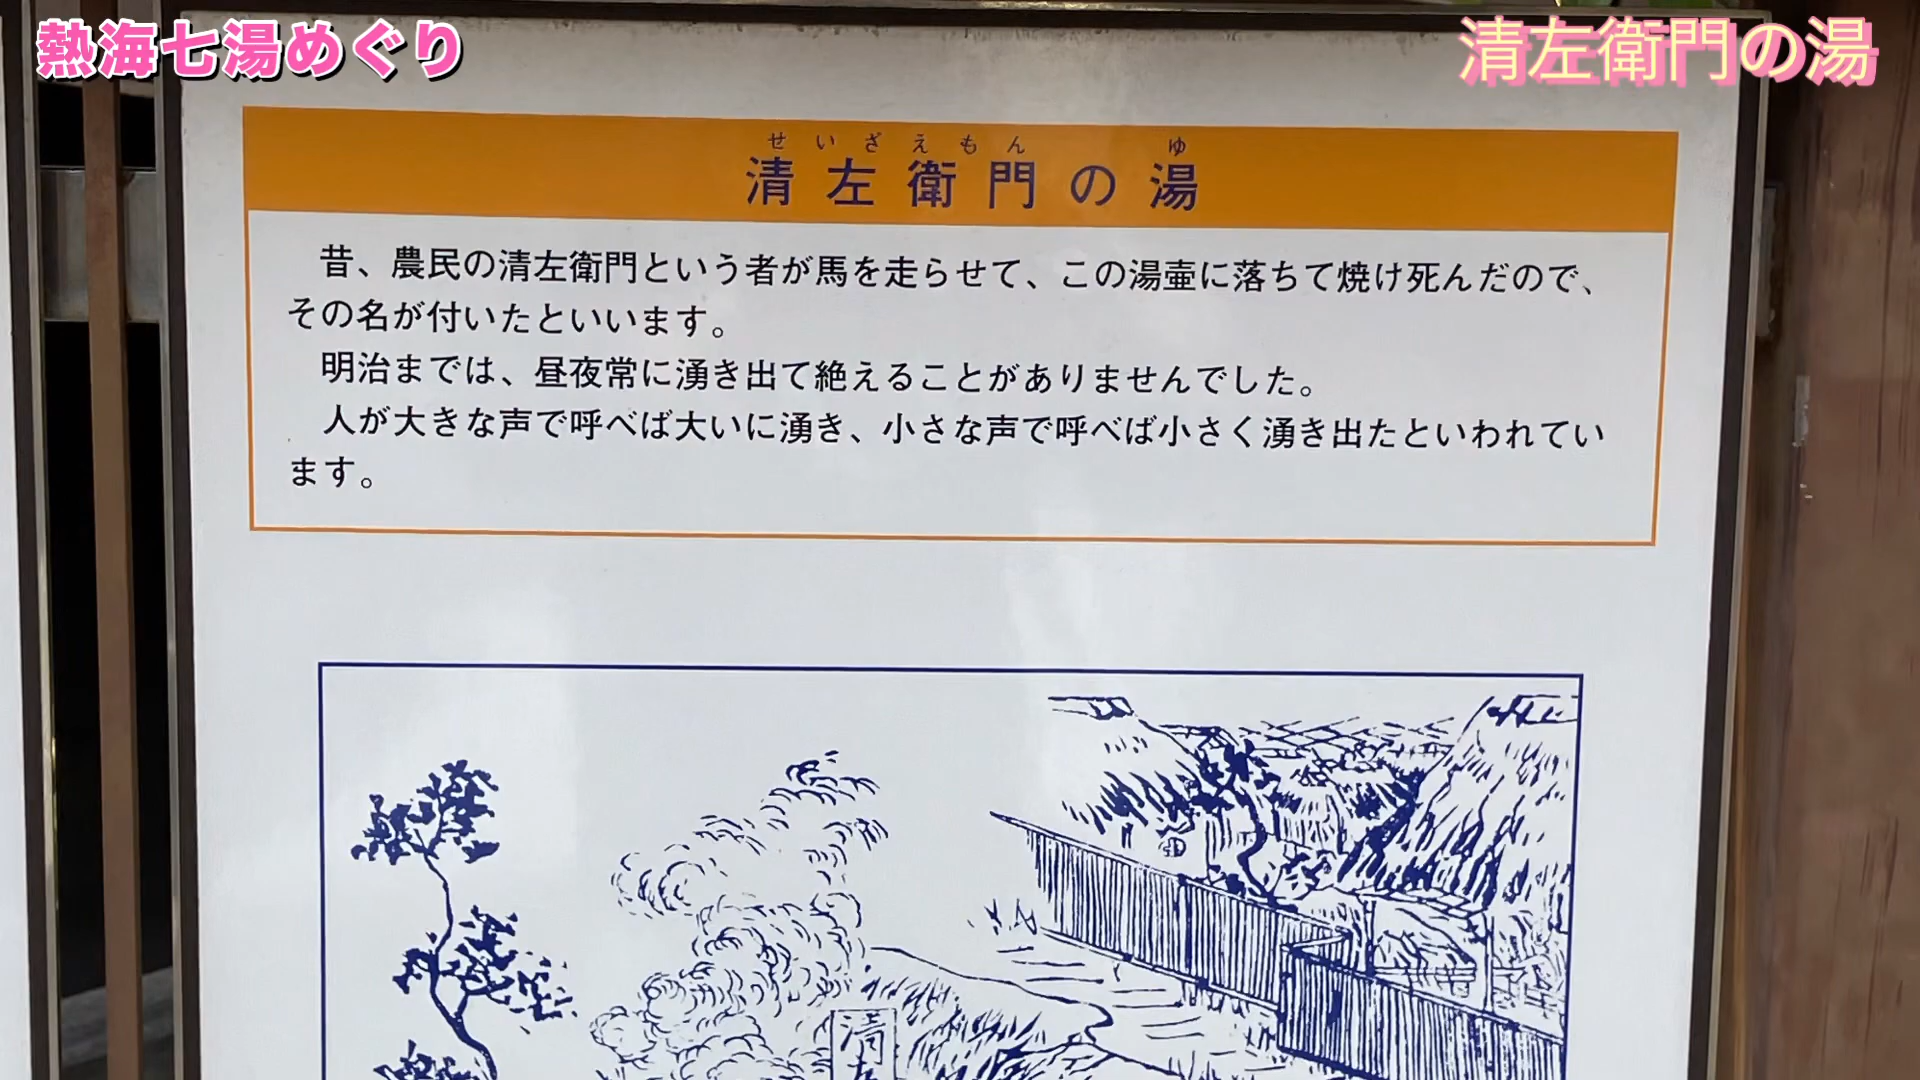 熱海七湯めぐり
清左衛門の湯
せいざえもん ゆ
清左衛門の湯
昔、農民の清左衛門という者が馬を走らせて、この湯壷に落ちて焼け死んだので、
その名が付いたといいます。
明治までは、昼夜常に湧き出て絶えることがありませんでした。
人が大きな声で呼べば大いに湧き、小さな声で呼べば小さく湧き出たといわれてい
ます。
清左